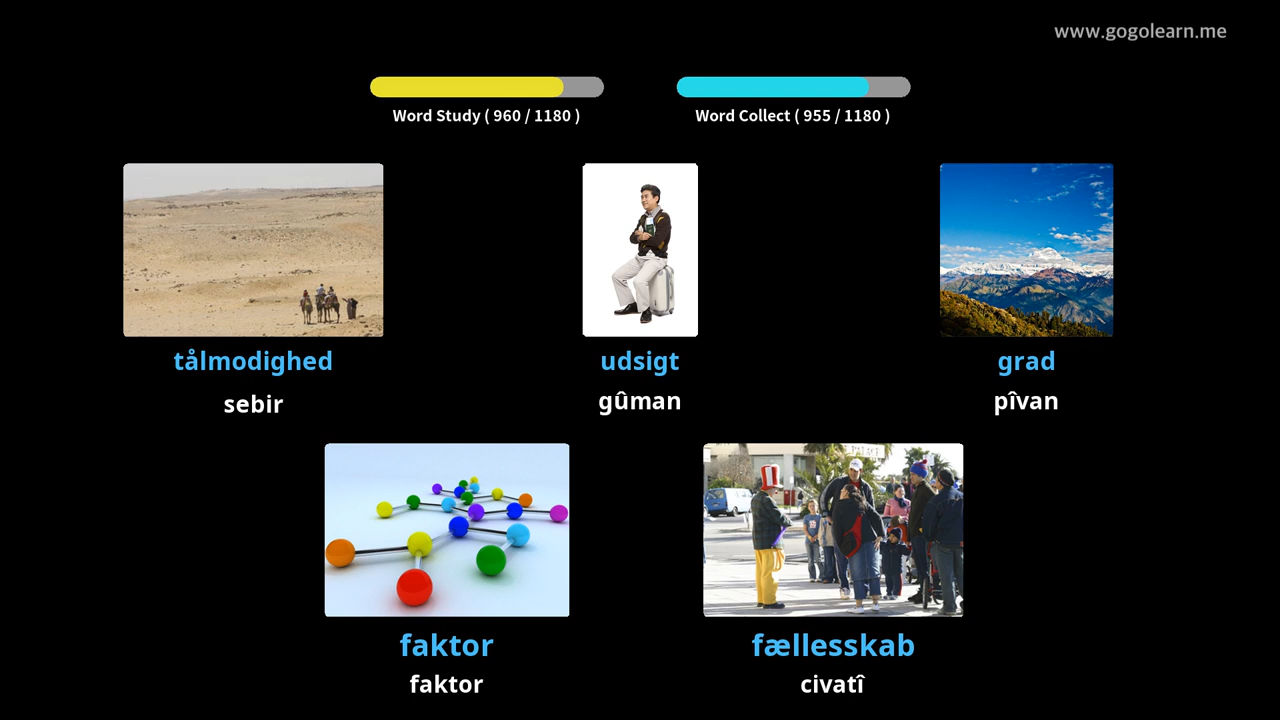 www.gogolearn.me
Word Study ( 960 / 1180 )
Word Collect ( 955 / 1180 )
tålmodighed
udsigt
grad
sebir
gûman
pîvan
faktor
fællesskab
faktor
civatî